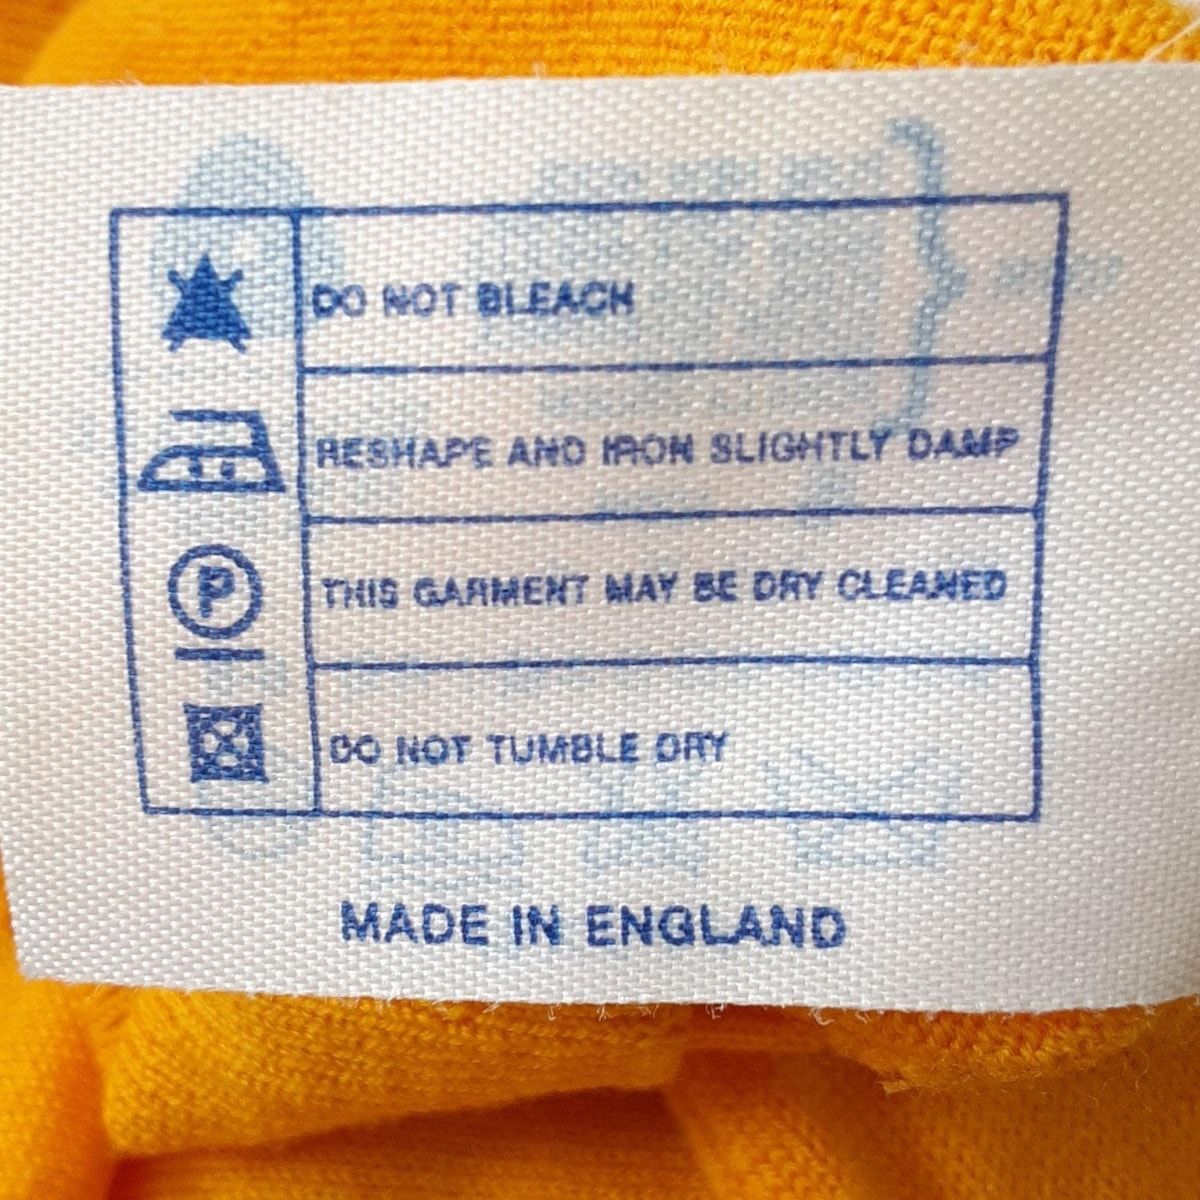 DO NOT BLEACH
RESHAPE AND IRON SLIGHTLY DAMP
P
THIS GARMENT MAY BE DRY CLEANED
DO NOT TUMBLE DRY
MADE IN ENGLAND